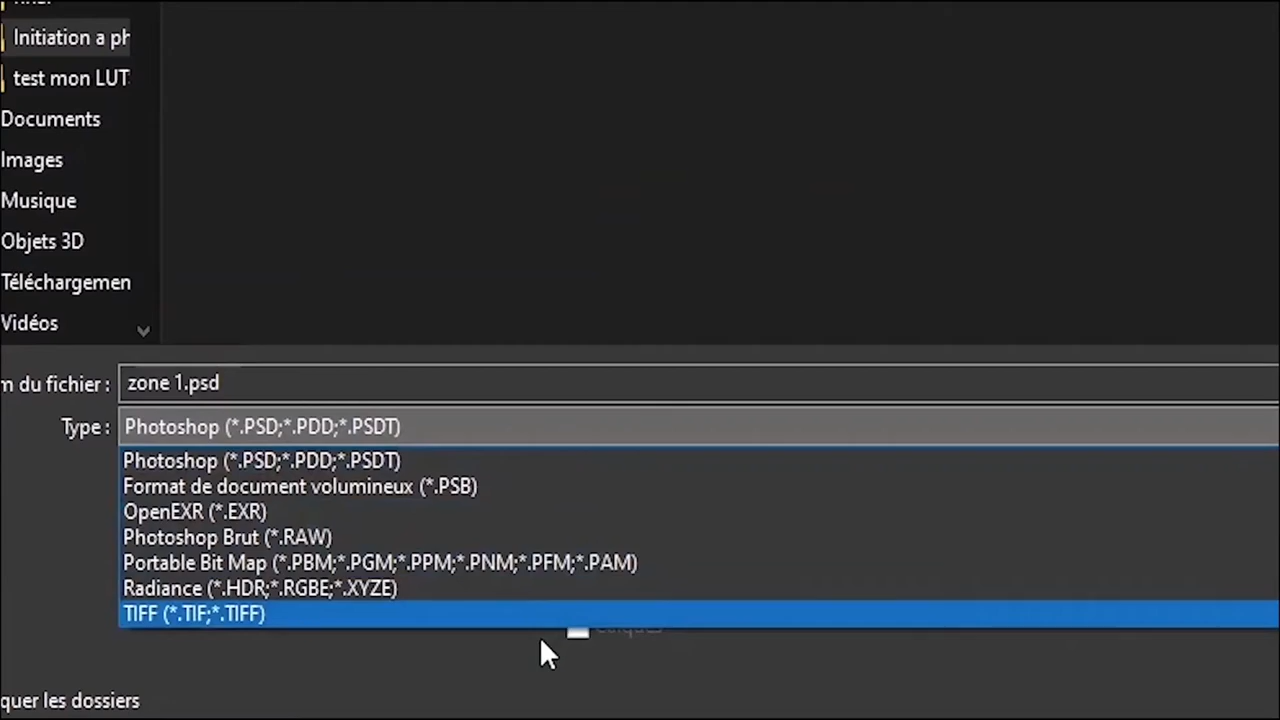 Initiation a ph
test mon LUT
Documents
Images
Musique
Objets 3D
Téléchargemen
Vidéos
m du fichier :
zone 1.psd
Type :
Photoshop (*.PSD;*.PDD;*.PSDT)
Photoshop (*.PSD;*.PDD;*.PSDT)
Format de document volumineux (*.PSB)
OpenEXR (*.EXR)
Photoshop Brut (*.RAW)
Portable Bit Map (*.PBM;*.PGM;*.PPM;*.PNM;*.PFM;*.PAM)
Radiance (*.HDR;*.RGBE;*.XYZE)
TIFF (*.TIF;*.TIFF)
quer les dossiers